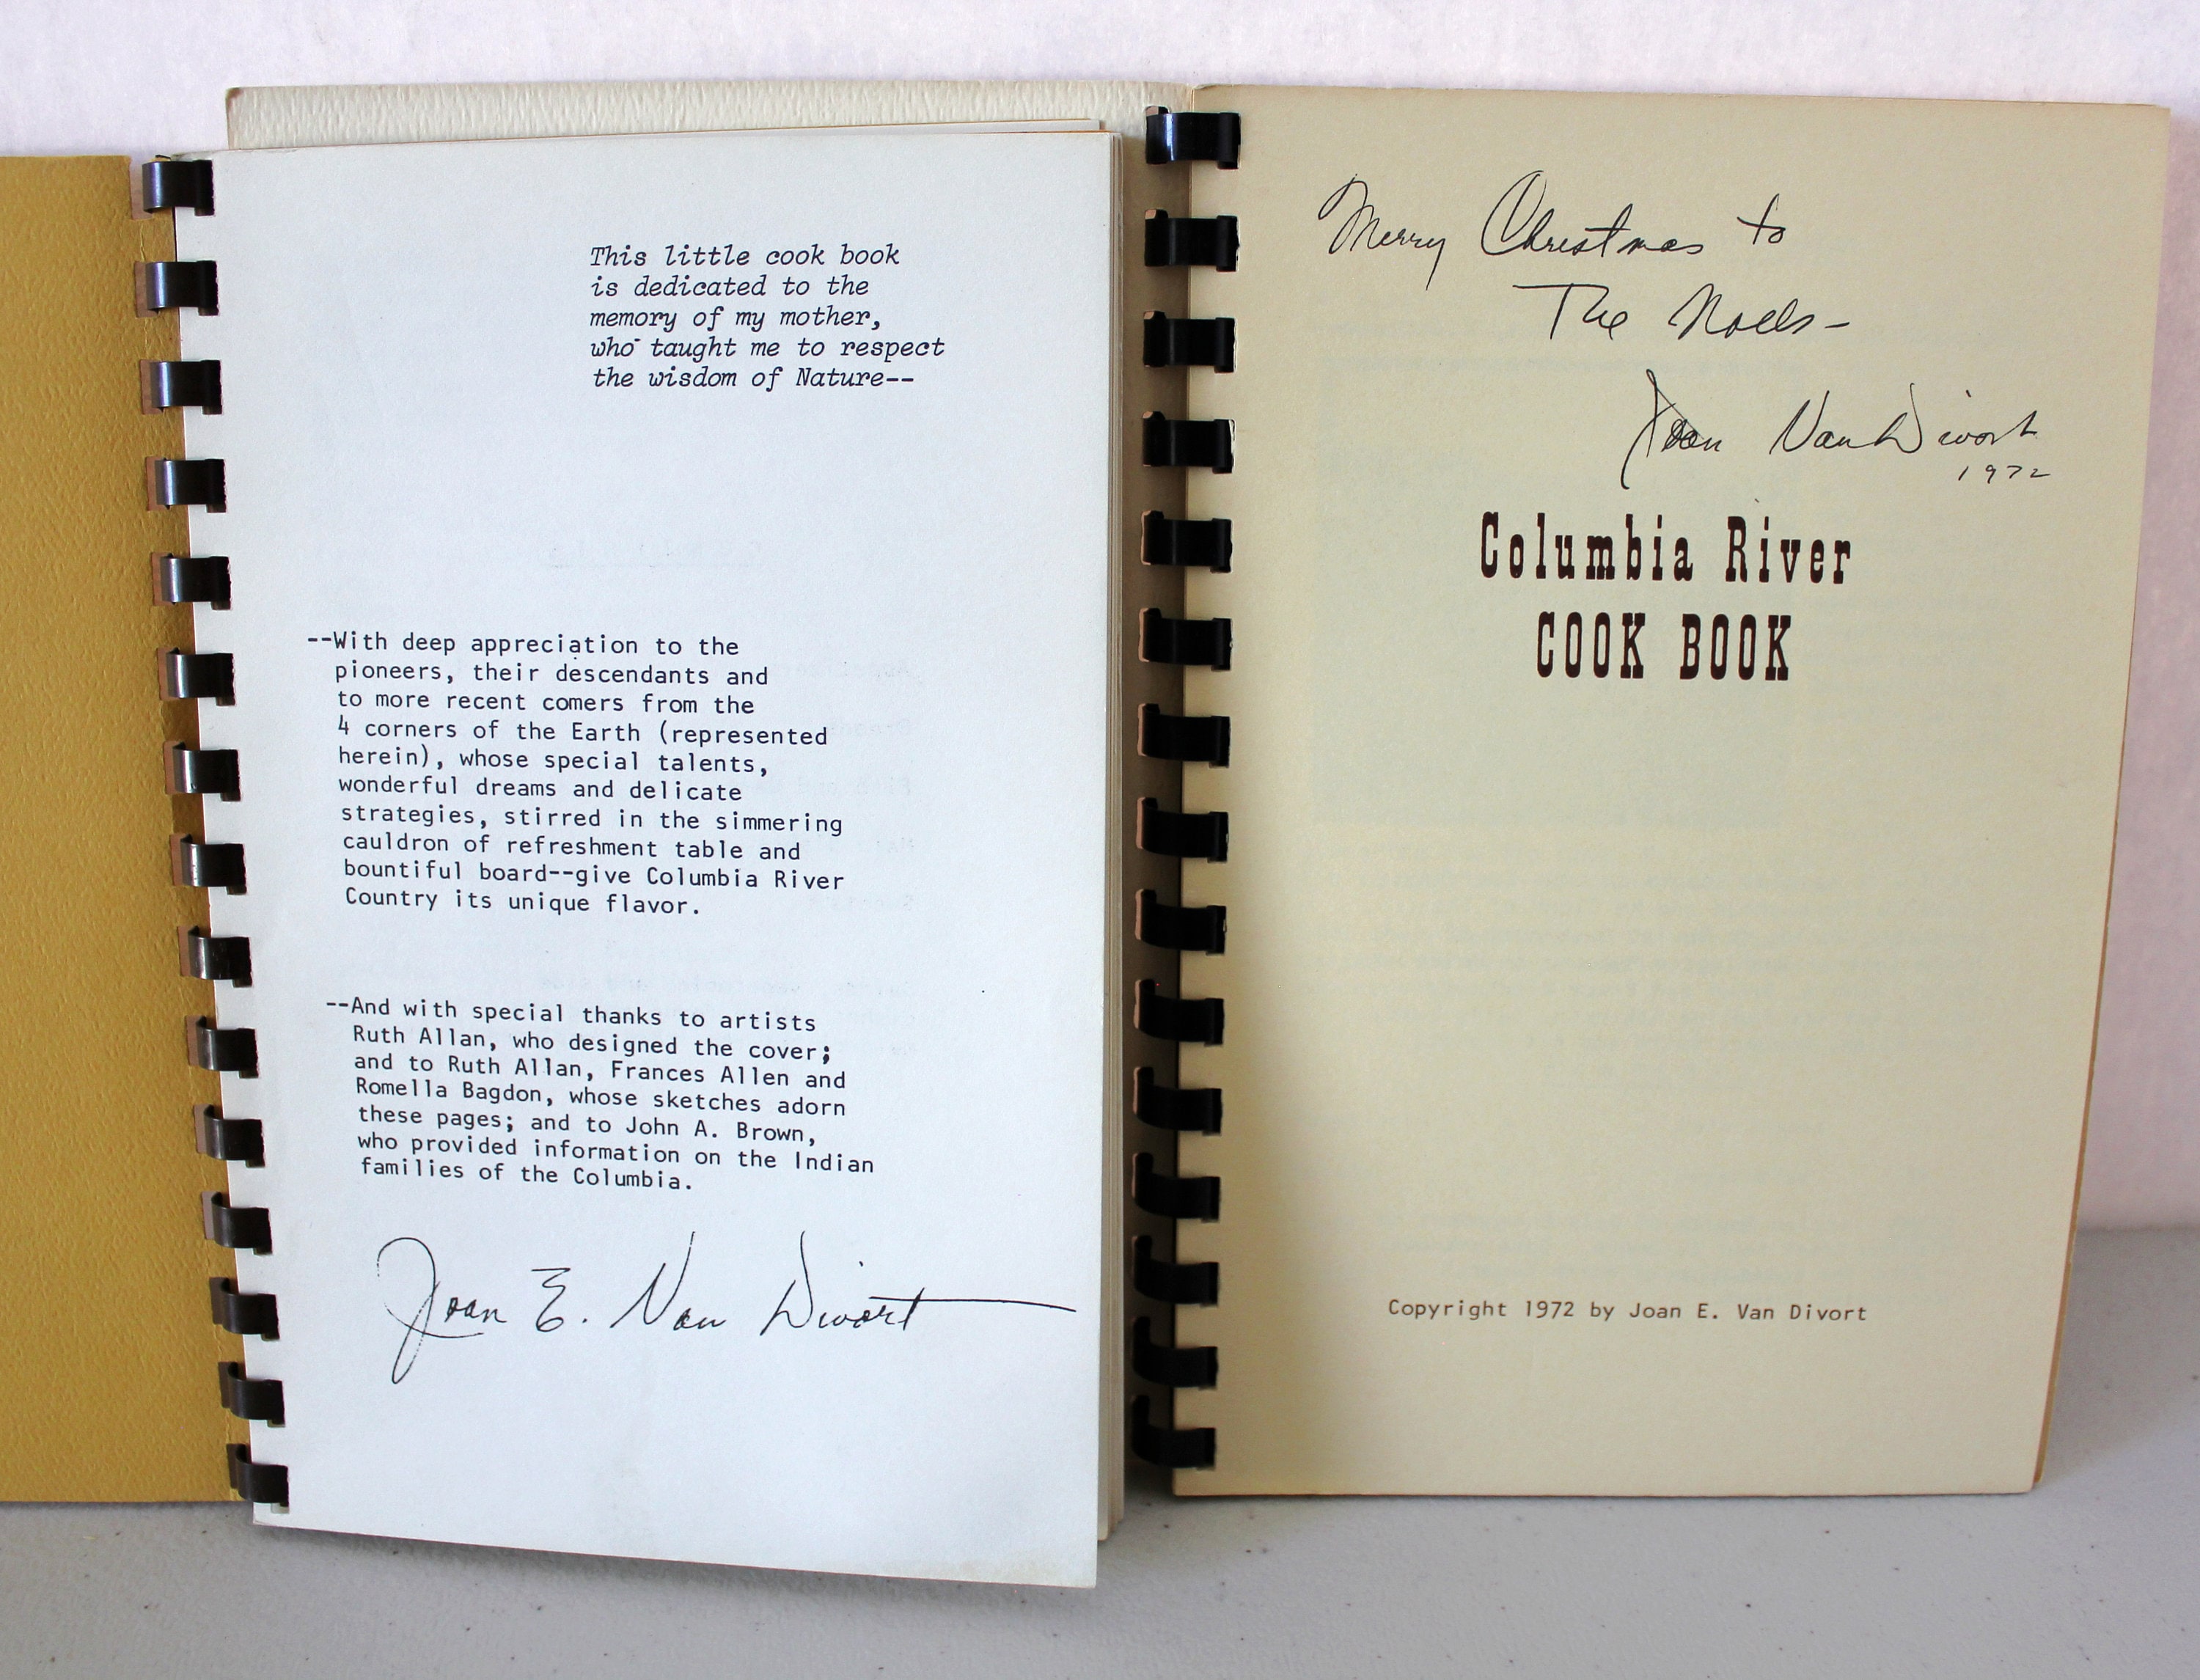 This little cook book
is dedicated to the
memory of my mother,
who taught me to respect
the wisdom of Nature--
--With deep appreciation to the
pioneers, their descendants and
to more recent comers from the
4 corners of the Earth (represented
herein), whose special talents,
wonderful dreams and delicate
strategies, stirred in the simmering
cauldron of refreshment table and
bountiful board--give Columbia River
Country its unique flavor.
--And with special thanks to artists
Ruth Allan, who designed the cover;
and to Ruth Allan, Frances Allen and
Romella Bagdon, whose sketches adorn
these pages; and to John A. Brown,
who provided information on the Indian
families of the Columbia.
Joan E. Van Divort
Merry Christmas to
The Noels-
Joan Van Divort
1972
Columbia River
COOK BOOK
Copyright 1972 by Joan E. Van Divort